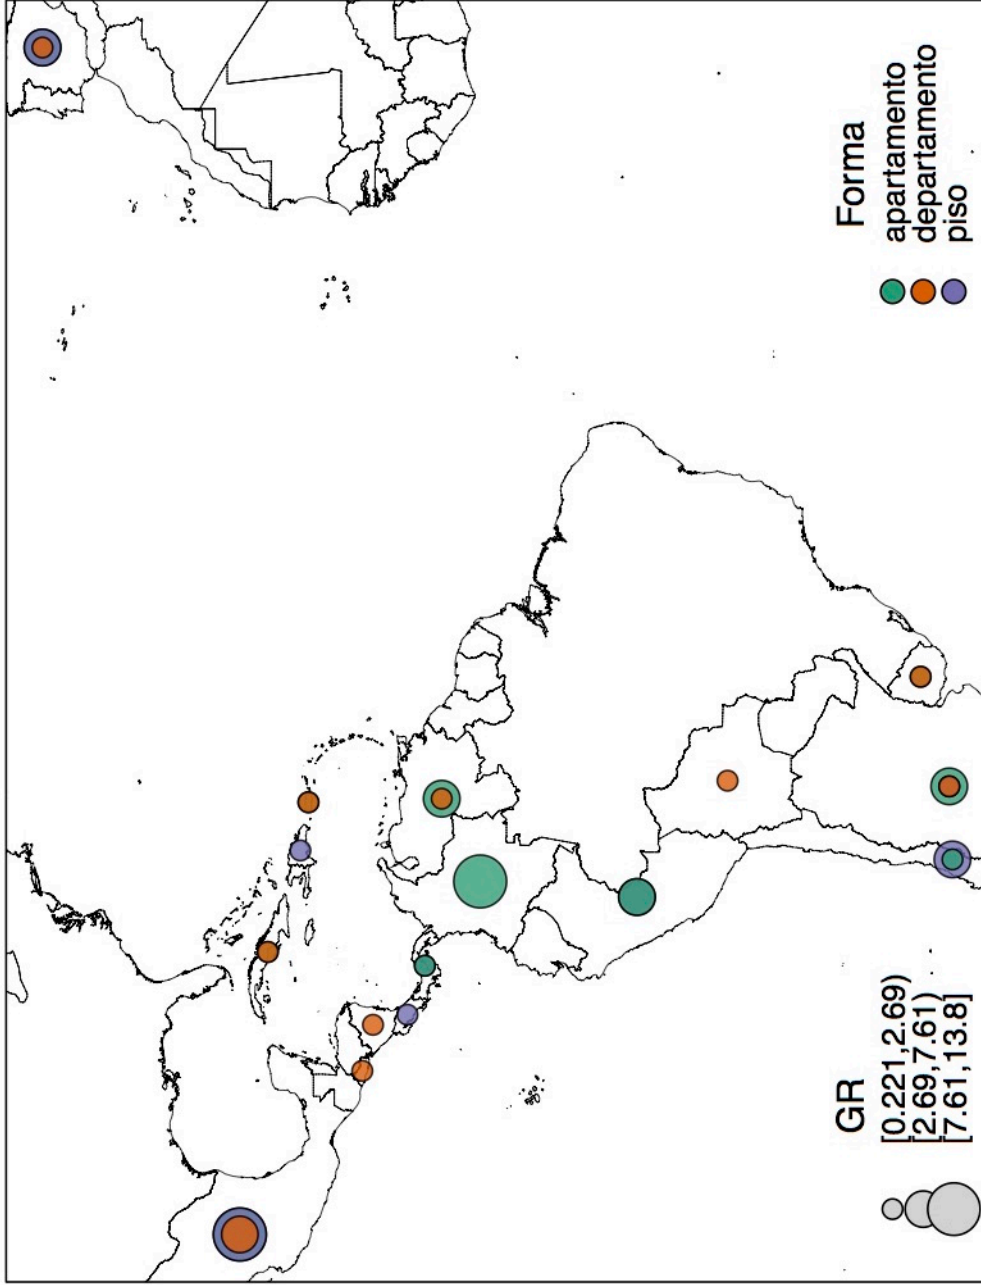 GR
[0.221,2.69)
[2.69,7.61)
[7.61,13.8]
Forma
apartamento
departamento
piso